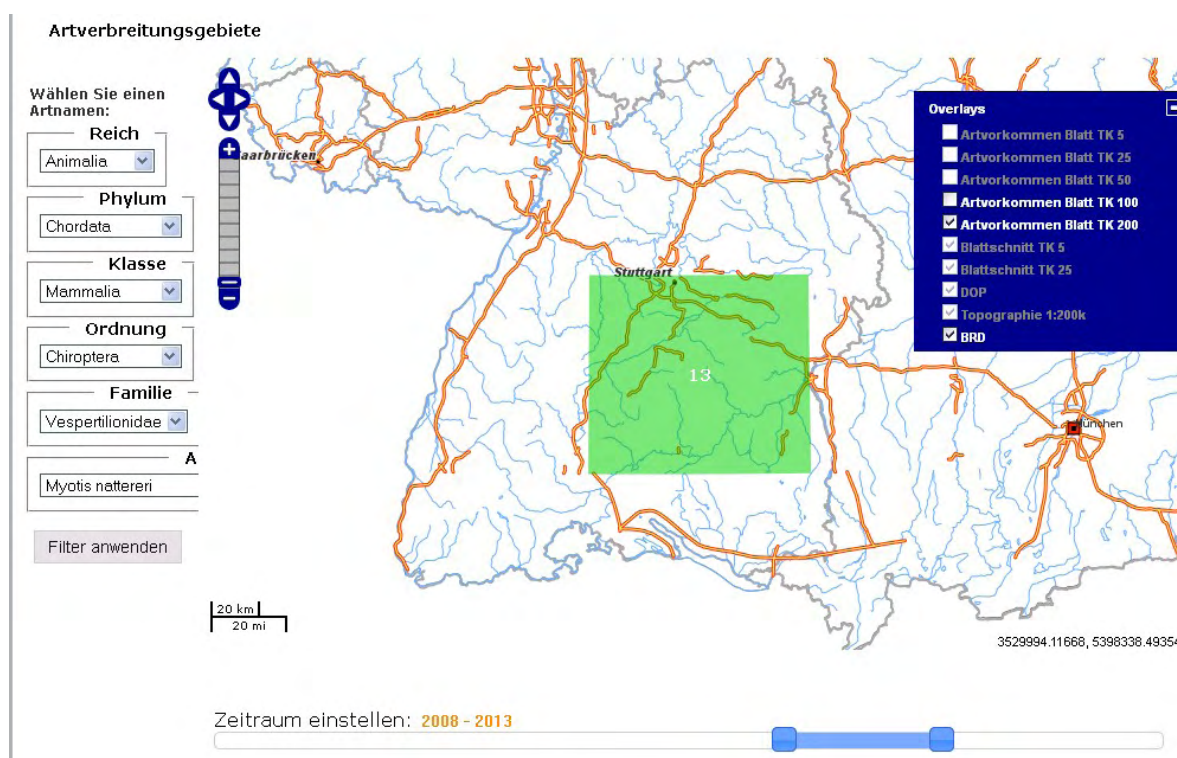 Artverbreitungsgebiete
Wählen Sie einen
Artnamen:
Reich
Animalia
Phylum
Chordata
Klasse
Mammalia
Ordnung
Chiroptera
Familie
Vespertilionidae
A
Myotis nattereri
Filter anwenden
aarbrücken
Stuttgart
13
München
Overlays
Artvorkommen Blatt TK 5
Artvorkommen Blatt TK 25
Artvorkommen Blatt TK 50
Artvorkommen Blatt TK 100
Artvorkommen Blatt TK 200
Blattschnitt TK 5
Blattschnitt TK 25
DOP
Topographie 1:200k
BRD
20 km
20 mi
3529994.11668, 5398338.49354
Zeitraum einstellen: 2008 - 2013